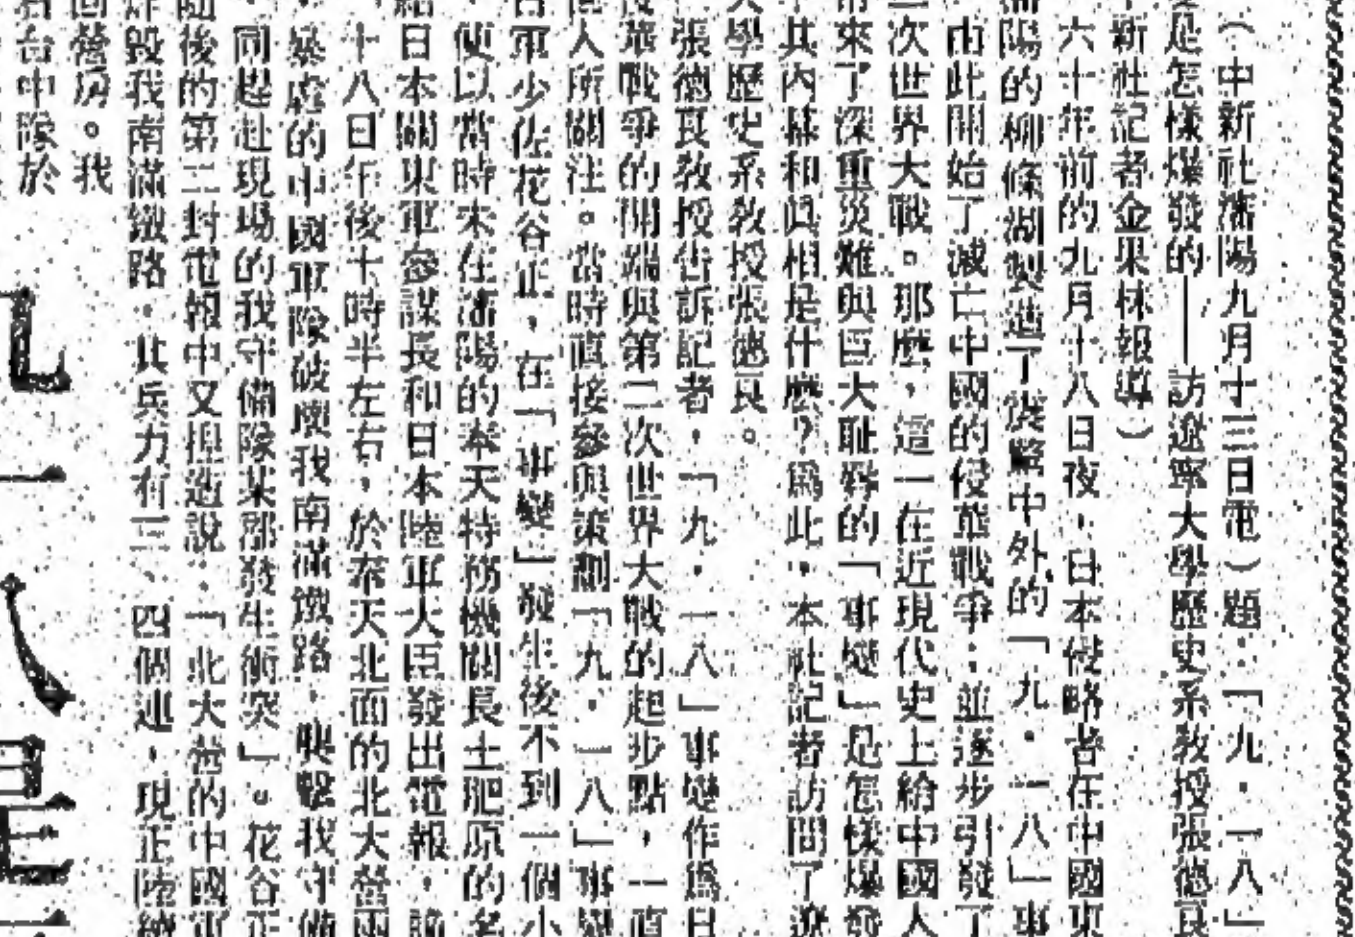 （中新社瀋陽九月十三日電）題：「九・一八」
是怎樣爆發的——訪遼寧大學歷史系教授張德良
新社記者金果林報導）
六十年前的九月十八日夜，日本侵略者在中國東
瀋陽的柳條湖製造了震驚中外的「九・一八」事
由此開始了滅亡中國的侵華戰爭；並逐步引發了
二次世界大戰。那麼，這一在近現代史上給中國人
帶來了深重災難與巨大恥辱的「事變」是怎樣爆發
其內幕和真相是什麼？爲此，本社記者訪問了遼
大學歷史系教授張德良。
張德良教授告訴記者，「九・一八」事變作爲日
侵華戰爭的開端與第二次世界大戰的起步點，一直
人所關注。當時直接參與策劃「九・一八」事變
日軍少佐花谷正，在「事變」發生後不到一個小
便以當時未在瀋陽的奉天特務機關長土肥原的名
給日本關東軍參謀長和日本陸軍大臣發出電報，
十八日午後十時半左右，於奉天北面的北大營兩
暴虐的中國軍隊破壞我南滿鐵路，襲擊我守備
同趕赴現場的我守備隊某部發生衝突」。花谷正
隨後的第二封電報中又捏造說：「北大營的中國軍
炸毀我南滿鐵路，其兵力有三、四個連，現正陸續
回營房。我
台中隊於
九一八是